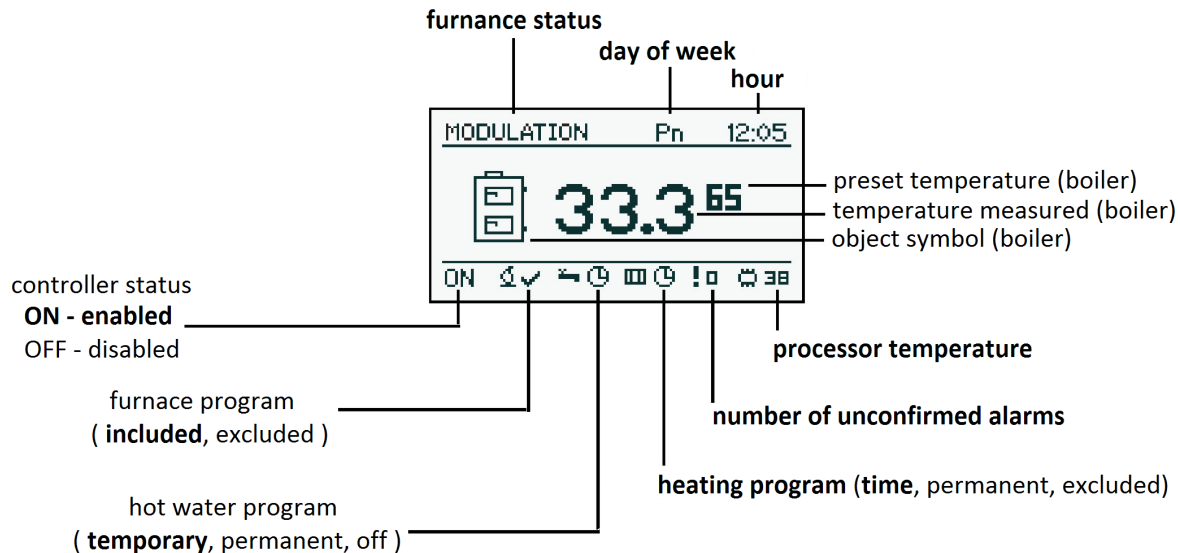 furnance status
day of week
hour
MODULATION Pn 12:05
33.3 65
preset temperature (boiler)
temperature measured (boiler)
object symbol (boiler)
ON ! 0 38
controller status
ON - enabled
OFF - disabled
processor temperature
furnace program
( included, excluded )
number of unconfirmed alarms
heating program (time, permanent, excluded)
hot water program
( temporary, permanent, off )